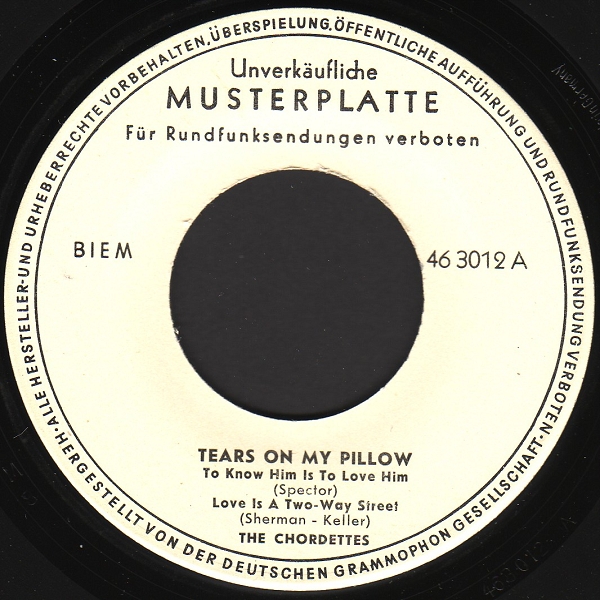 ·ALLE HERSTELLER-UND URHEBERRECHTE VORBEHALTEN.ÜBERSPIELUNG.ÖFFENTLICHE AUFFÜHRUNG UND RUNDFUNKSENDUNG VERBOTEN·
Unverkäufliche
MUSTERPLATTE
Für Rundfunksendungen verboten
BIEM
46 3012 A
TEARS ON MY PILLOW
To Know Him Is To Love Him
(Spector)
Love Is A Two-Way Street
(Sherman - Keller)
THE CHORDETTES
HERGESTELLT VON DER DEUTSCHEN GRAMMOPHON GESELLSCHAFT